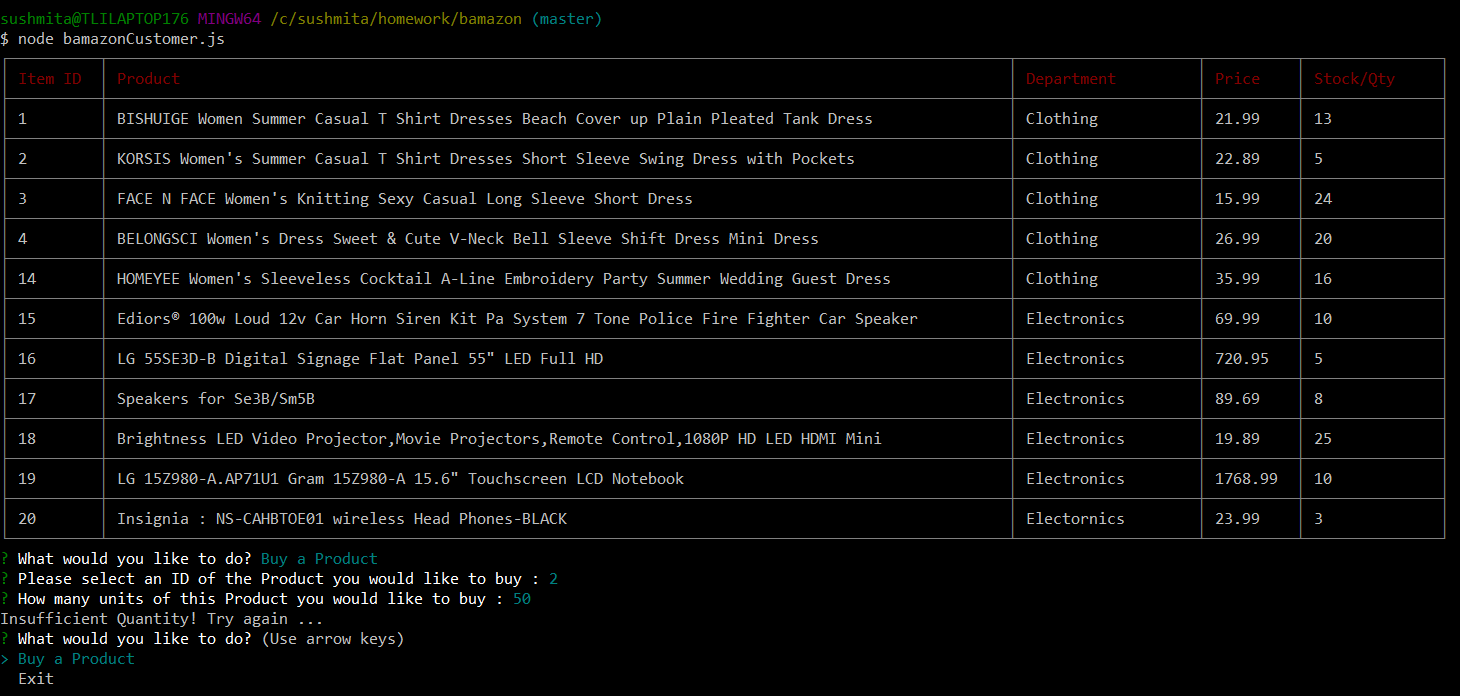 sushmita@TLILAPTOP176 MINGW64 /c/sushmita/homework/bamazon (master)
$ node bamazonCustomer.js
Item ID Product Department Price Stock/Qty
1 BISHUIGE Women Summer Casual T Shirt Dresses Beach Cover up Plain Pleated Tank Dress Clothing 21.99 13
2 KORSIS Women's Summer Casual T Shirt Dresses Short Sleeve Swing Dress with Pockets Clothing 22.89 5
3 FACE N FACE Women's Knitting Sexy Casual Long Sleeve Short Dress Clothing 15.99 24
4 BELONGSCI Women's Dress Sweet & Cute V-Neck Bell Sleeve Shift Dress Mini Dress Clothing 26.99 20
14 HOMEYEE Women's Sleeveless Cocktail A-Line Embroidery Party Summer Wedding Guest Dress Clothing 35.99 16
15 Ediors® 100w Loud 12v Car Horn Siren Kit Pa System 7 Tone Police Fire Fighter Car Speaker Electronics 69.99 10
16 LG 55SE3D-B Digital Signage Flat Panel 55" LED Full HD Electronics 720.95 5
17 Speakers for Se3B/Sm5B Electronics 89.69 8
18 Brightness LED Video Projector,Movie Projectors,Remote Control,1080P HD LED HDMI Mini Electronics 19.89 25
19 LG 15Z980-A.AP71U1 Gram 15Z980-A 15.6" Touchscreen LCD Notebook Electronics 1768.99 10
20 Insignia : NS-CAHBTOE01 wireless Head Phones-BLACK Electornics 23.99 3
? What would you like to do? Buy a Product
? Please select an ID of the Product you would like to buy : 2
? How many units of this Product you would like to buy : 50
Insufficient Quantity! Try again ...
? What would you like to do? (Use arrow keys)
> Buy a Product
Exit